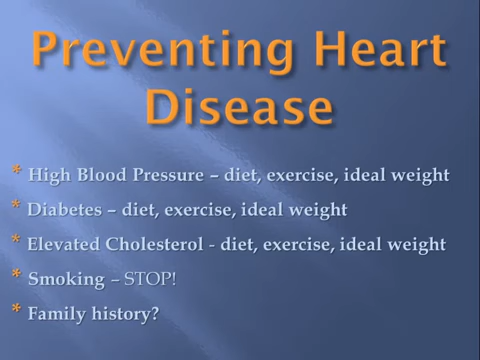 Preventing Heart
Disease
* High Blood Pressure – diet, exercise, ideal weight
* Diabetes – diet, exercise, ideal weight
* Elevated Cholesterol - diet, exercise, ideal weight
* Smoking – STOP!
* Family history?